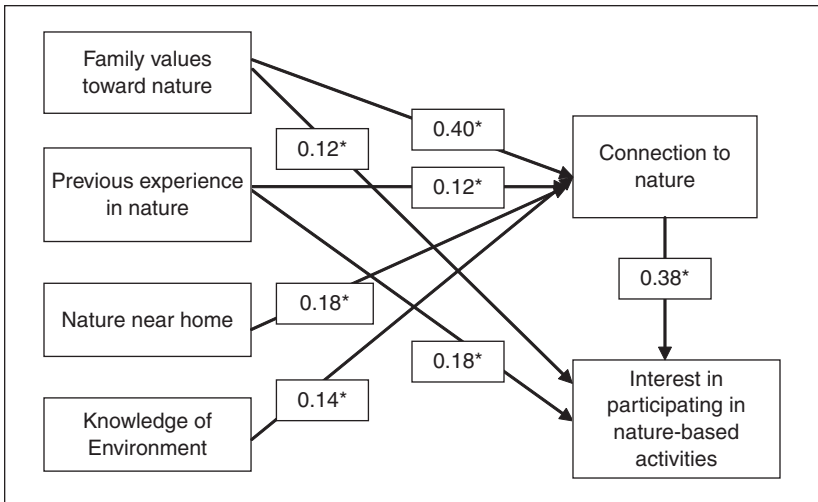 Family values
toward nature
0.40*
0.12*
Connection to
nature
Previous experience
in nature
0.12*
0.38*
Nature near home
0.18*
0.18*
Interest in
participating in
nature-based
activities
0.14*
Knowledge of
Environment